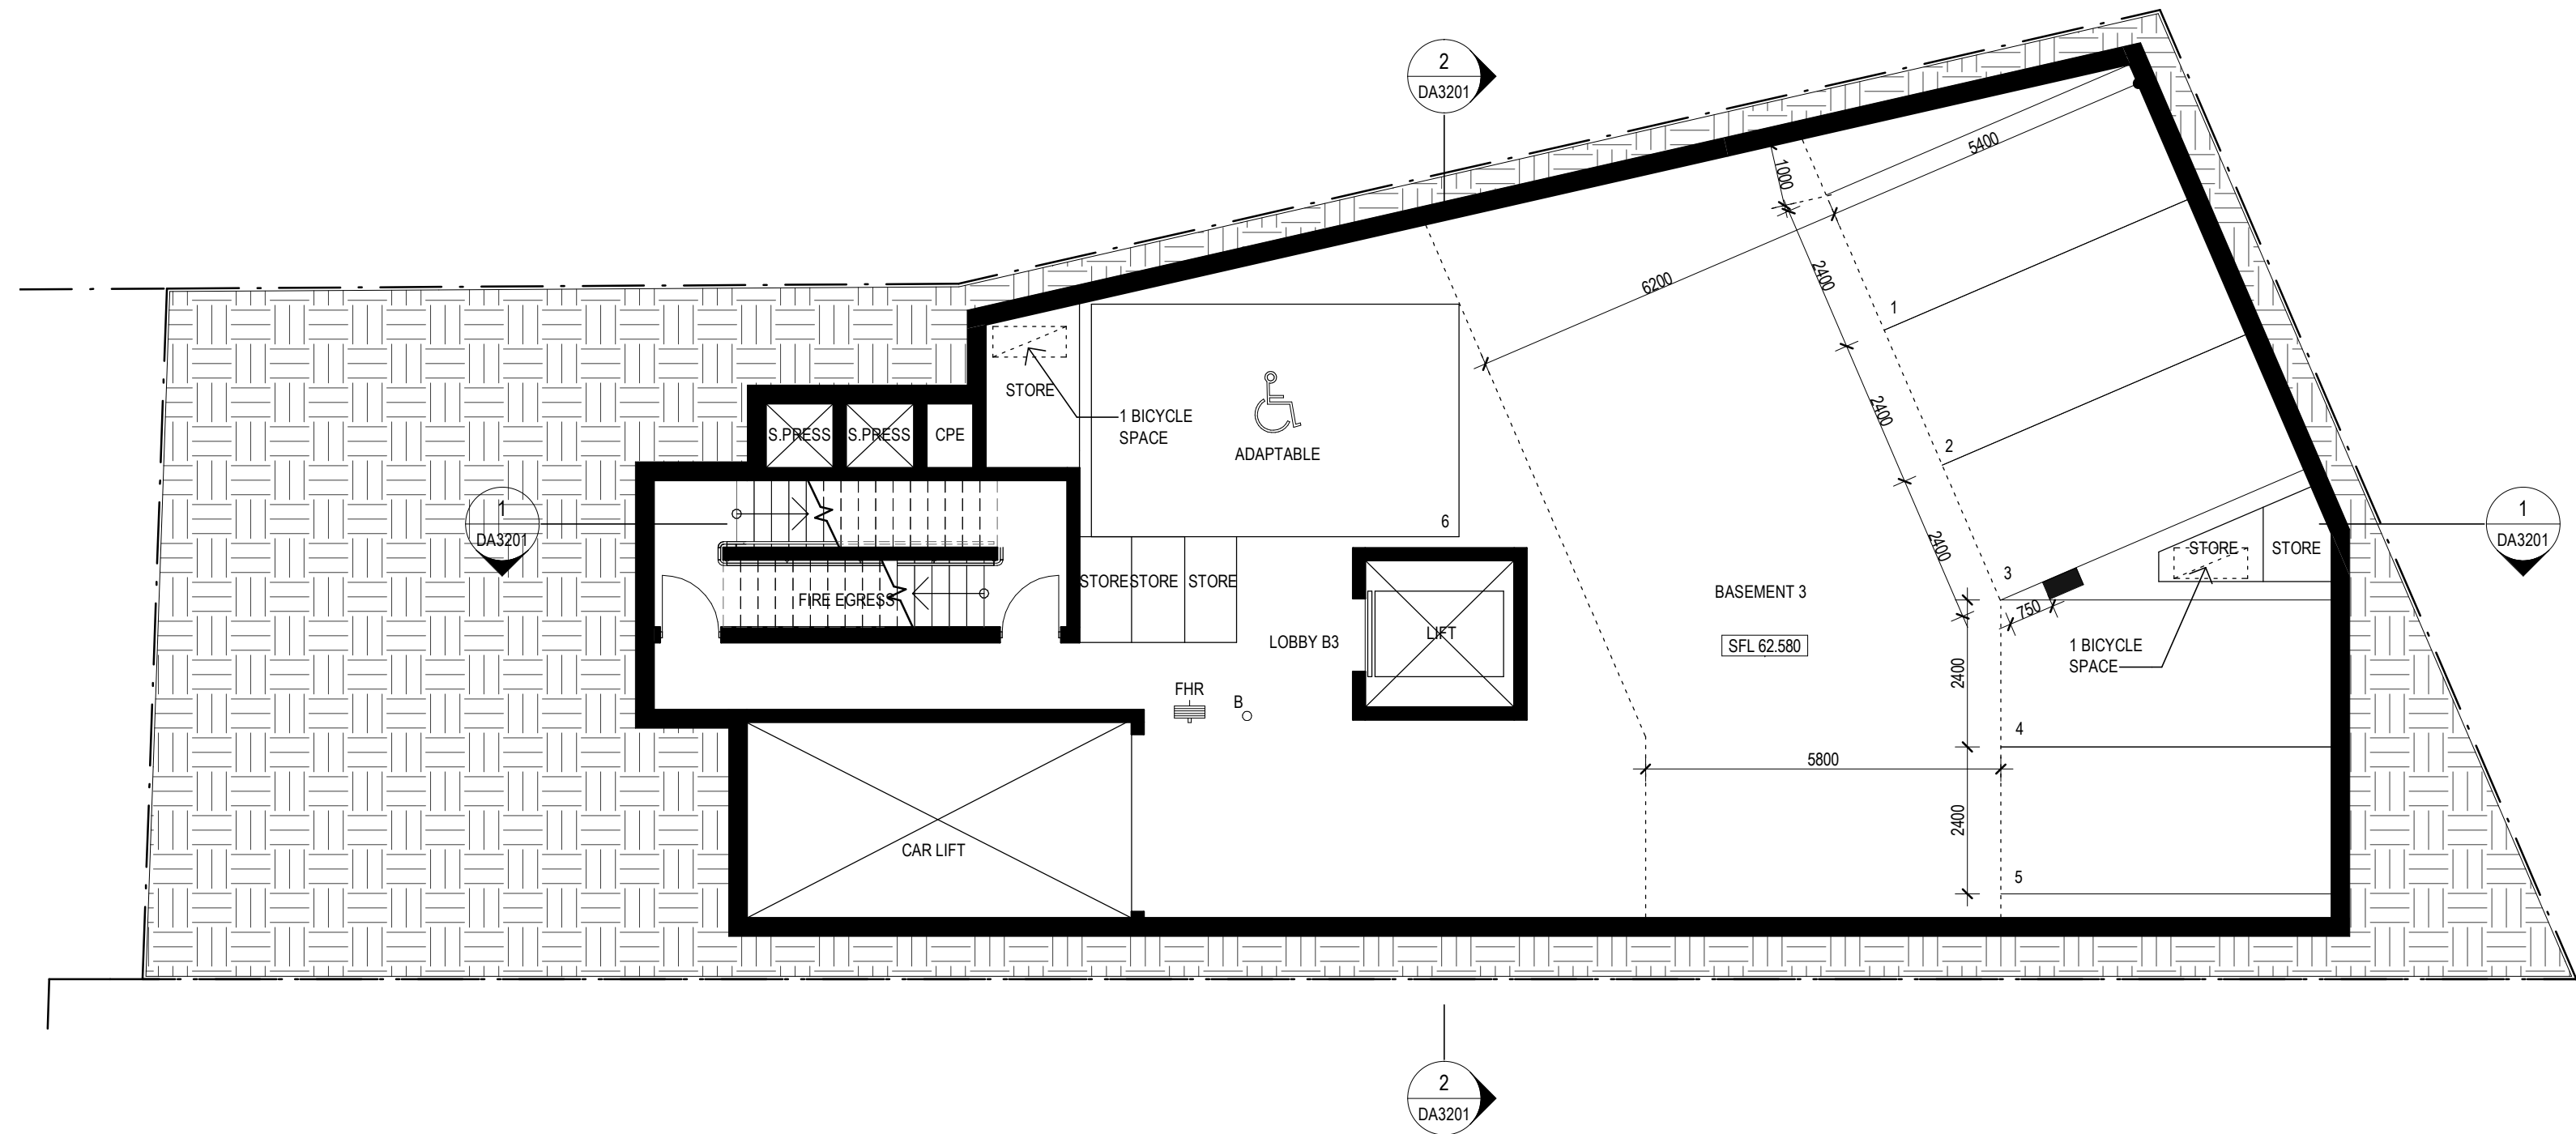 2
DA3201
5400
1000
6200
2400
1
STORE
1 BICYCLE
SPACE
S.PRESS
S.PRESS
CPE
ADAPTABLE
2400
2
1
DA3201
6
1
DA3201
2400
STORE
STORE
STORE
STORE
STORE
3
FIRE EGRESS
BASEMENT 3
750
LOBBY B3
LIFT
SFL 62.580
1 BICYCLE
SPACE
2400
FHR
B
4
5800
2400
CAR LIFT
5
2
DA3201